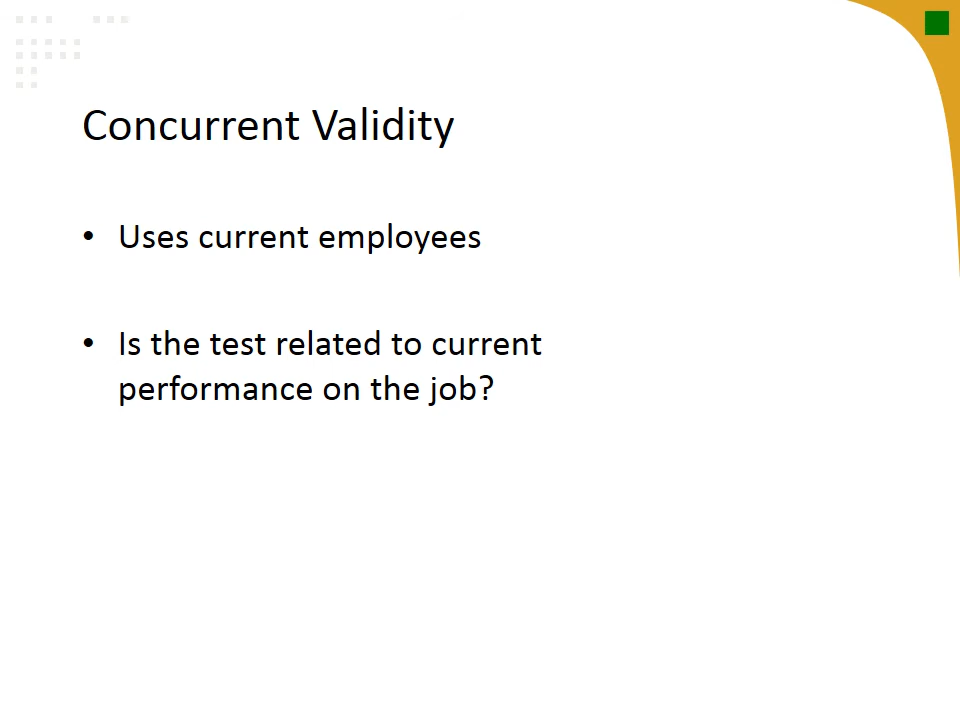 Concurrent Validity
• Uses current employees
• Is the test related to current
performance on the job?